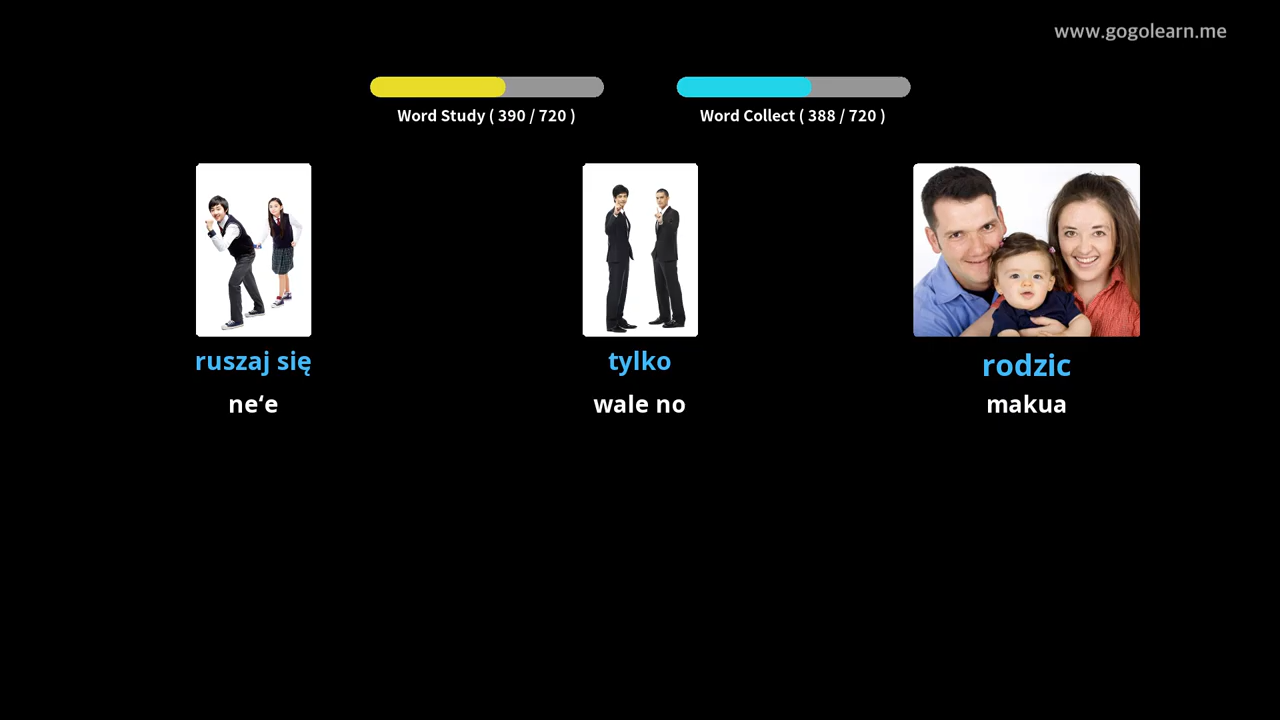 www.gogolearn.me
Word Study ( 390 / 720 )
Word Collect ( 388 / 720 )
ruszaj się
neʻe
tylko
wale no
rodzic
makua